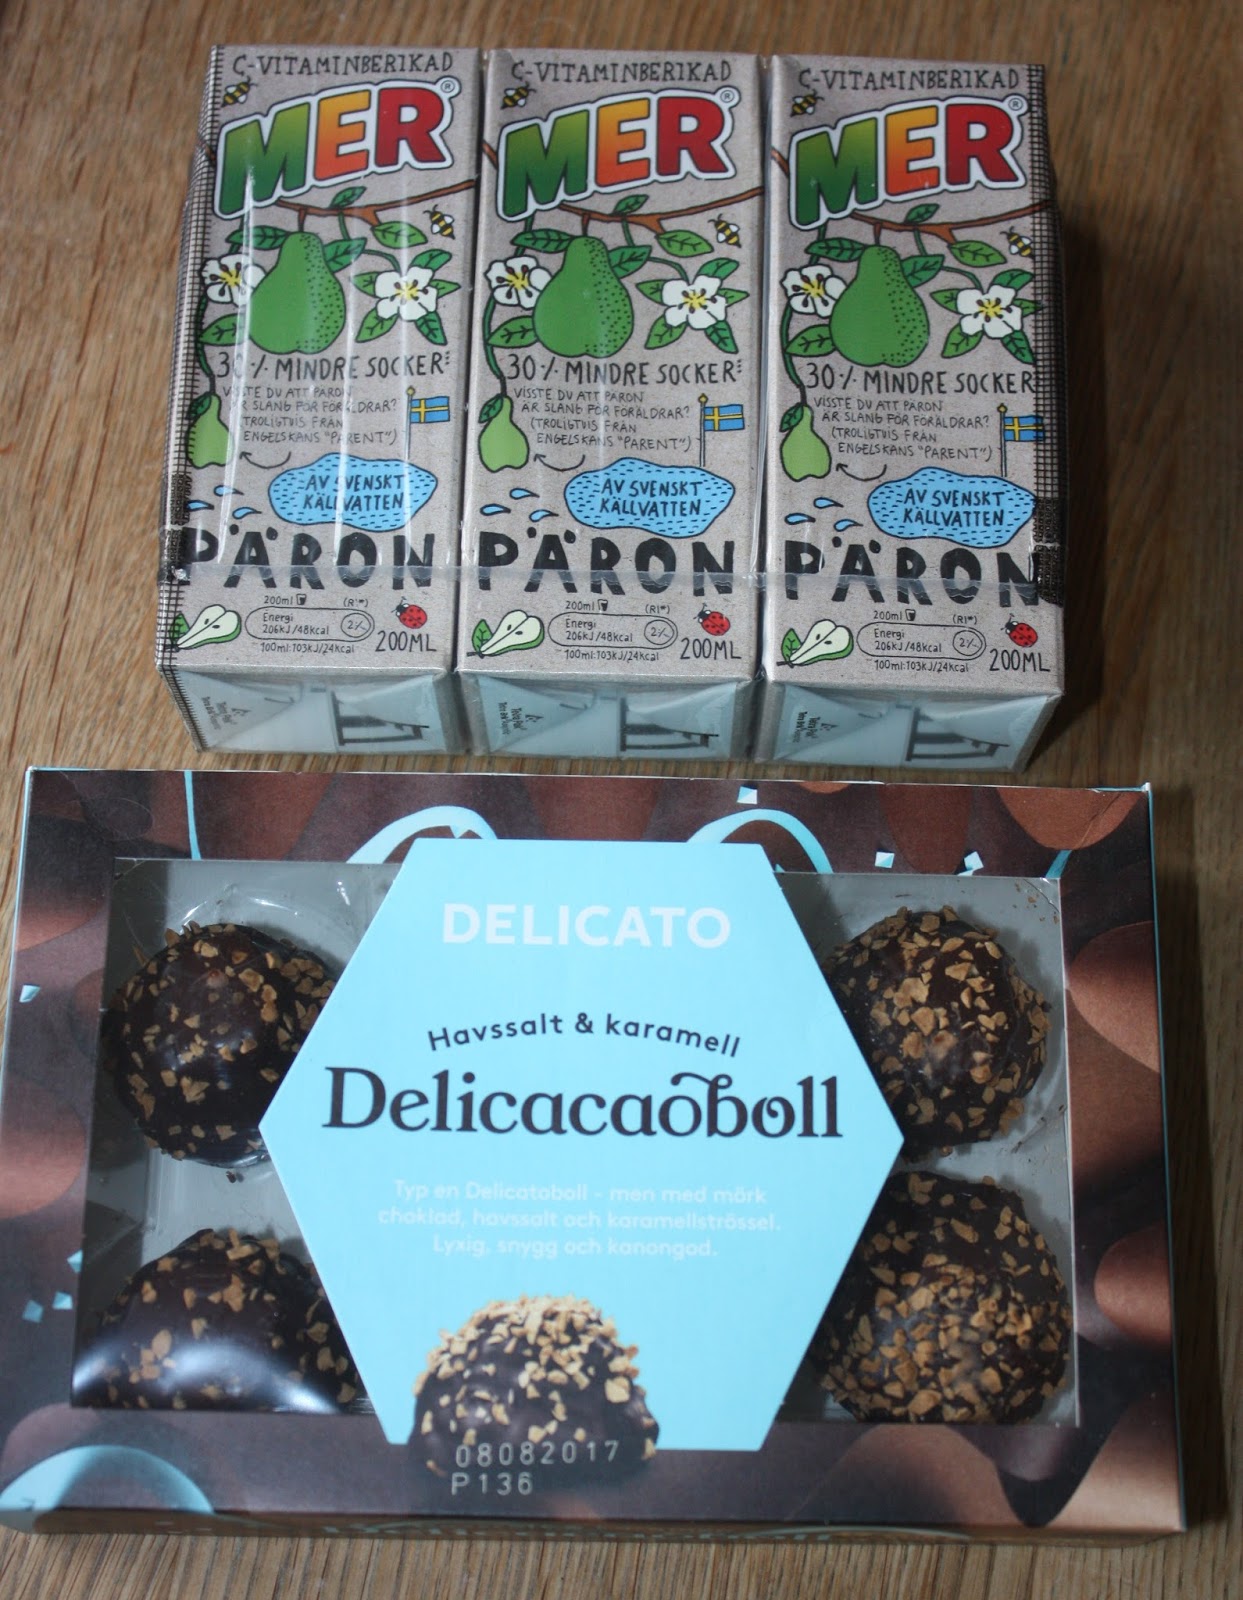 C-VITAMINBERIKAD
MER®
30% MINDRE SOCKER
VISSTE DU ATT PÄRON
ÄR SLANG FÖR FÖRÄLDRAR?
(TROLIGTVIS FRÅN
ENGELSKANS "PARENT")
AV SVENSKT
KÄLLVATTEN
PÄRON
200ml (R1*)
Energi
206kJ/48kcal 2%
100ml:103kJ/24kcal
200ML
C-VITAMINBERIKAD
MER®
30% MINDRE SOCKER
VISSTE DU ATT PÄRON
ÄR SLANG FÖR FÖRÄLDRAR?
(TROLIGTVIS FRÅN
ENGELSKANS "PARENT")
AV SVENSKT
KÄLLVATTEN
PÄRON
200ml (R1*)
Energi
206kJ/48kcal 2%
100ml:103kJ/24kcal
200ML
C-VITAMINBERIKAD
MER®
30% MINDRE SOCKER
VISSTE DU ATT PÄRON
ÄR SLANG FÖR FÖRÄLDRAR?
(TROLIGTVIS FRÅN
ENGELSKANS "PARENT")
AV SVENSKT
KÄLLVATTEN
PÄRON
200ml (R1*)
Energi
206kJ/48kcal 2%
100ml:103kJ/24kcal
200ML
DELICATO
Havssalt & karamell
Delicacaoboll
Typ en Delicatoboll - men med mörk
choklad, havssalt och karamellströssel.
Lyxig, snygg och kanongod.
08082017
P136